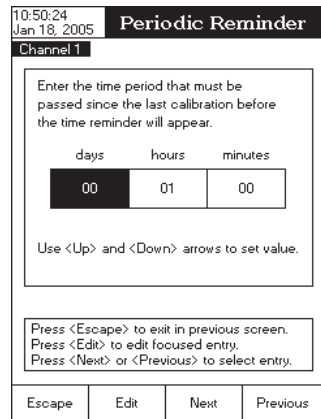 10:50:24
Jan 18, 2005
Periodic Reminder
Channel 1
Enter the time period that must be
passed since the last calibration before
the time reminder will appear.
days hours minutes
00 01 00
Use <Up> and <Down> arrows to set value.
Press <Escape> to exit in previous screen.
Press <Edit> to edit focused entry.
Press <Next> or <Previous> to select entry.
Escape Edit Next Previous